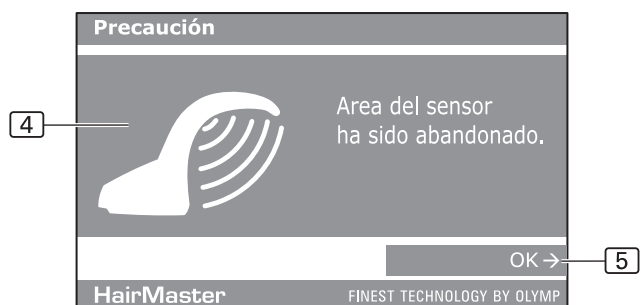 Precaución
4
Area del sensor
ha sido abandonado.
OK →
5
HairMaster
FINEST TECHNOLOGY BY OLYMP